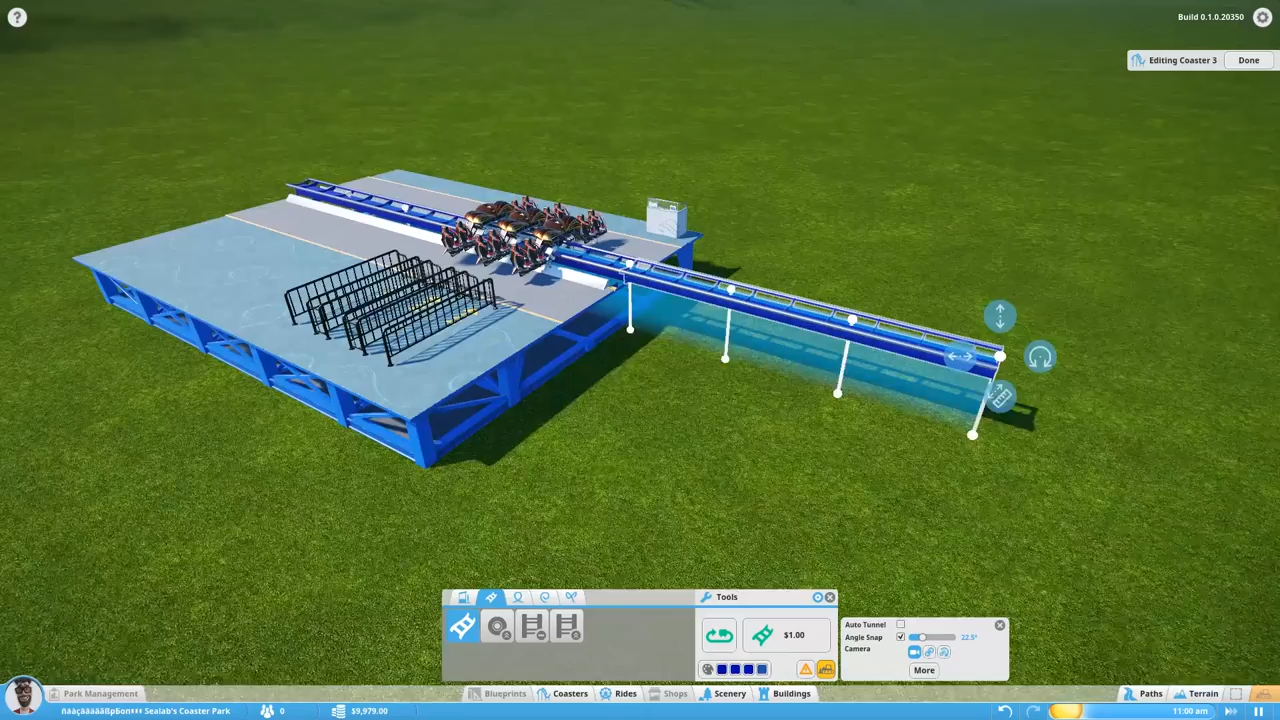 ?
Build 0.1.0.20350
Editing Coaster 3
Done
Tools
$1.00
Auto Tunnel
Angle Snap
22.5°
Camera
More
Park Management
Blueprints
Coasters
Rides
Shops
Scenery
Buildings
Paths
Terrain
Sealab's Coaster Park
0
$9,979.00
11:00 am